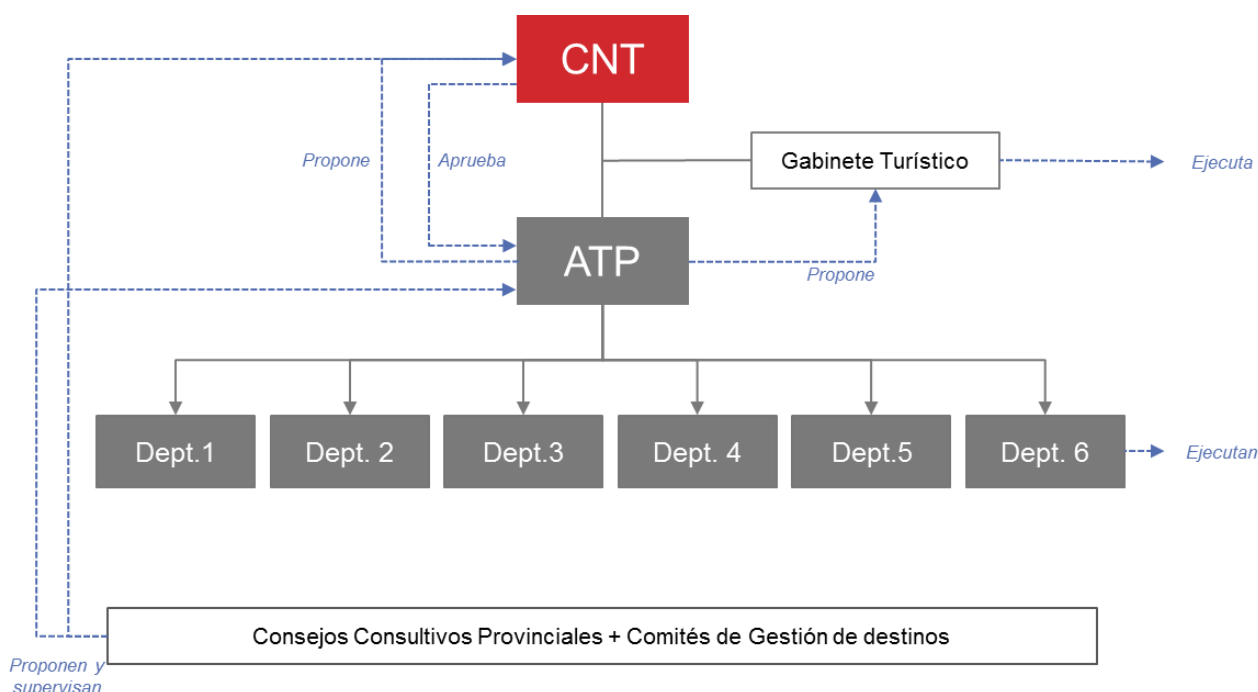 CNT
Propone
Aprueba
Gabinete Turístico
Ejecuta
ATP
Propone
Dept.1
Dept. 2
Dept.3
Dept. 4
Dept.5
Dept. 6
Ejecutan
Consejos Consultivos Provinciales + Comités de Gestión de destinos
Proponen y
supervisan